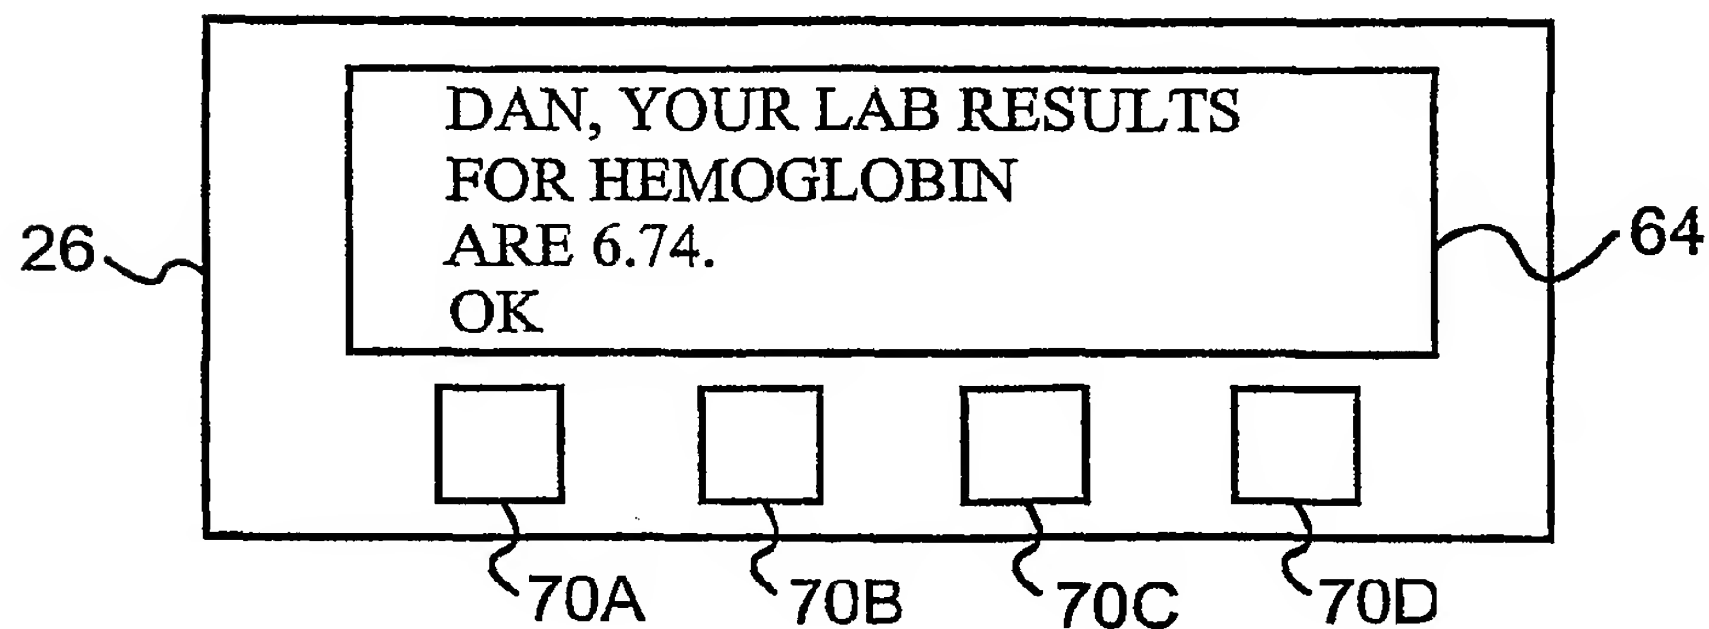 DAN, YOUR LAB RESULTS
FOR HEMOGLOBIN
ARE 6.74.
OK
26
64
70A
70B
70C
70D